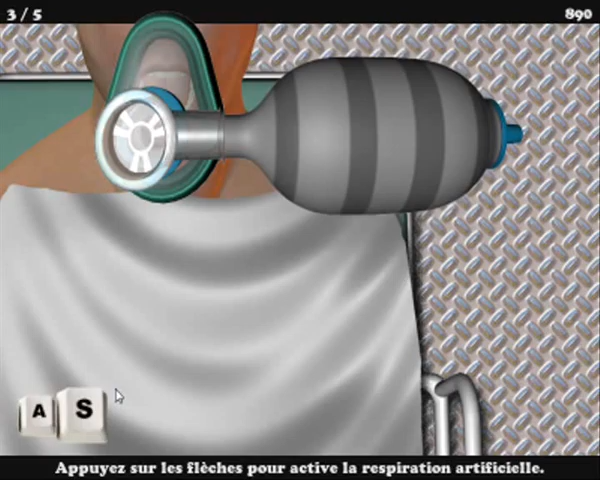 3 / 5
890
A
S
Appuyez sur les flèches pour active la respiration artificielle.